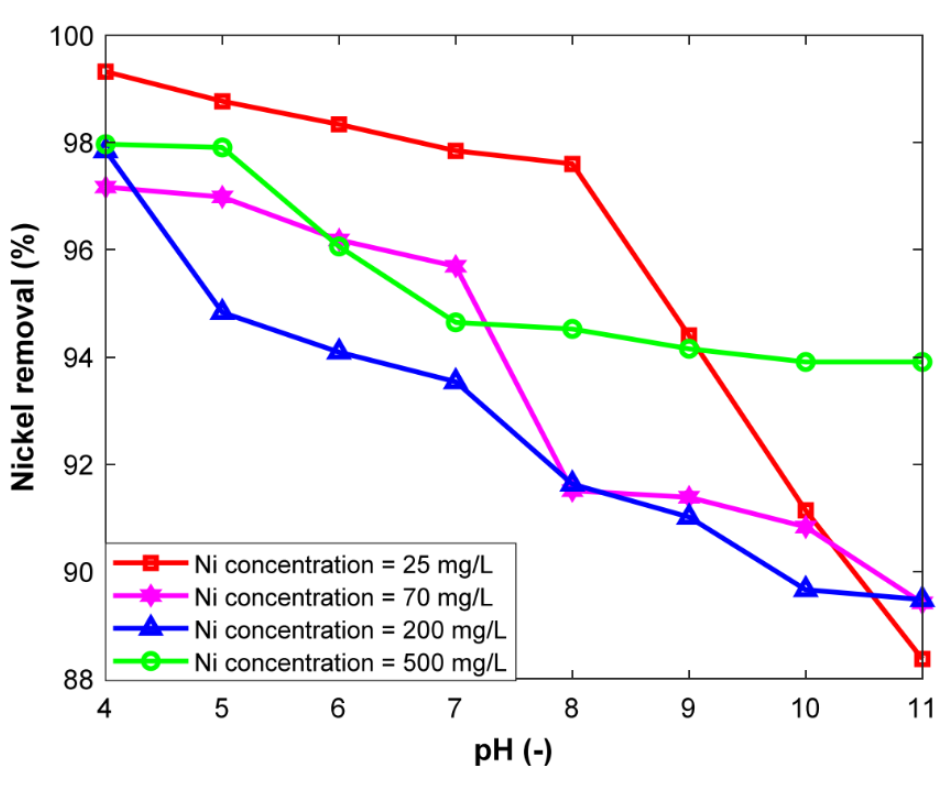 100
98
96
94
92
90
88
Nickel removal (%)
Ni concentration = 25 mg/L
Ni concentration = 70 mg/L
Ni concentration = 200 mg/L
Ni concentration = 500 mg/L
4 5 6 7 8 9 10 11
pH (-)